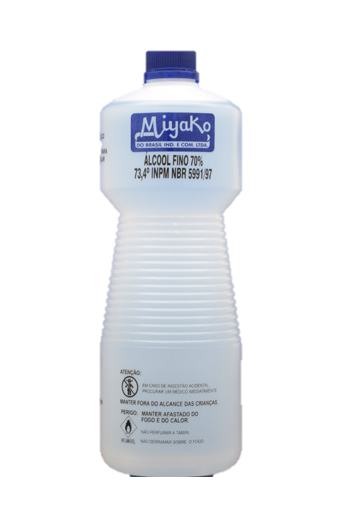 Miyako
DO BRASIL IND. E COM. LTDA.
ÁLCOOL FINO 70%
73,4º INPM NBR 5991/97
ATENÇÃO:
EM CASO DE INGESTÃO ACIDENTAL
PROCURAR UM MÉDICO IMEDIATAMENTE
MANTER FORA DO ALCANCE DAS CRIANÇAS.
PERIGO: MANTER AFASTADO DO
FOGO E DO CALOR.
NÃO PERFURAR A TAMPA.
NÃO DERRAMAR SOBRE O FOGO